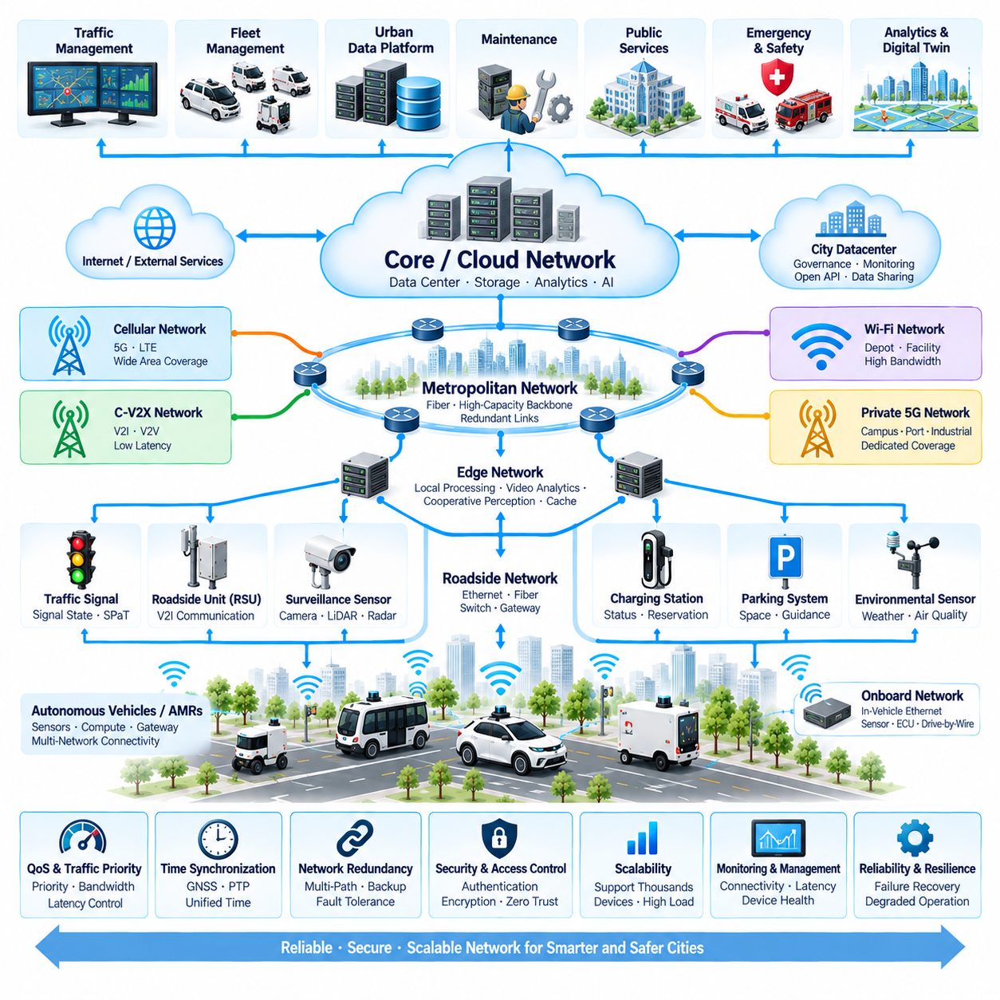 Traffic
Management
Fleet
Management
Urban
Data Platform
Maintenance
Public
Services
Emergency
& Safety
Analytics &
Digital Twin
Internet / External Services
Core / Cloud Network
Data Center · Storage · Analytics · AI
City Datacenter
Governance · Monitoring
Open API · Data Sharing
Cellular Network
5G · LTE
Wide Area Coverage
C-V2X Network
V2I · V2V
Low Latency
Metropolitan Network
Fiber · High-Capacity Backbone
Redundant Links
Wi-Fi Network
Depot · Facility
High Bandwidth
Private 5G Network
Campus · Port · Industrial
Dedicated Coverage
Edge Network
Local Processing · Video Analytics ·
Cooperative Perception · Cache
Traffic Signal
Signal State · SPaT
Roadside Unit (RSU)
V2I Communication
Surveillance Sensor
Camera · LiDAR · Radar
Roadside Network
Ethernet · Fiber
Switch · Gateway
Charging Station
Status · Reservation
P
Parking System
Space · Guidance
Environmental Sensor
Weather · Air Quality
Autonomous Vehicles / AMRs
Sensors · Compute · Gateway
Multi-Network Connectivity
Onboard Network
In-Vehicle Ethernet
Sensor · ECU · Drive-by-Wire
QoS & Traffic Priority
Priority · Bandwidth
Latency Control
Time Synchronization
GNSS · PTP
Unified Time
Network Redundancy
Multi-Path · Backup
Fault Tolerance
Security & Access Control
Authentication
Encryption · Zero Trust
Scalability
Support Thousands
Devices · High Load
Monitoring & Management
Connectivity · Latency
Device Health
Reliability & Resilience
Failure Recovery
Degraded Operation
Reliable · Secure · Scalable Network for Smarter and Safer Cities